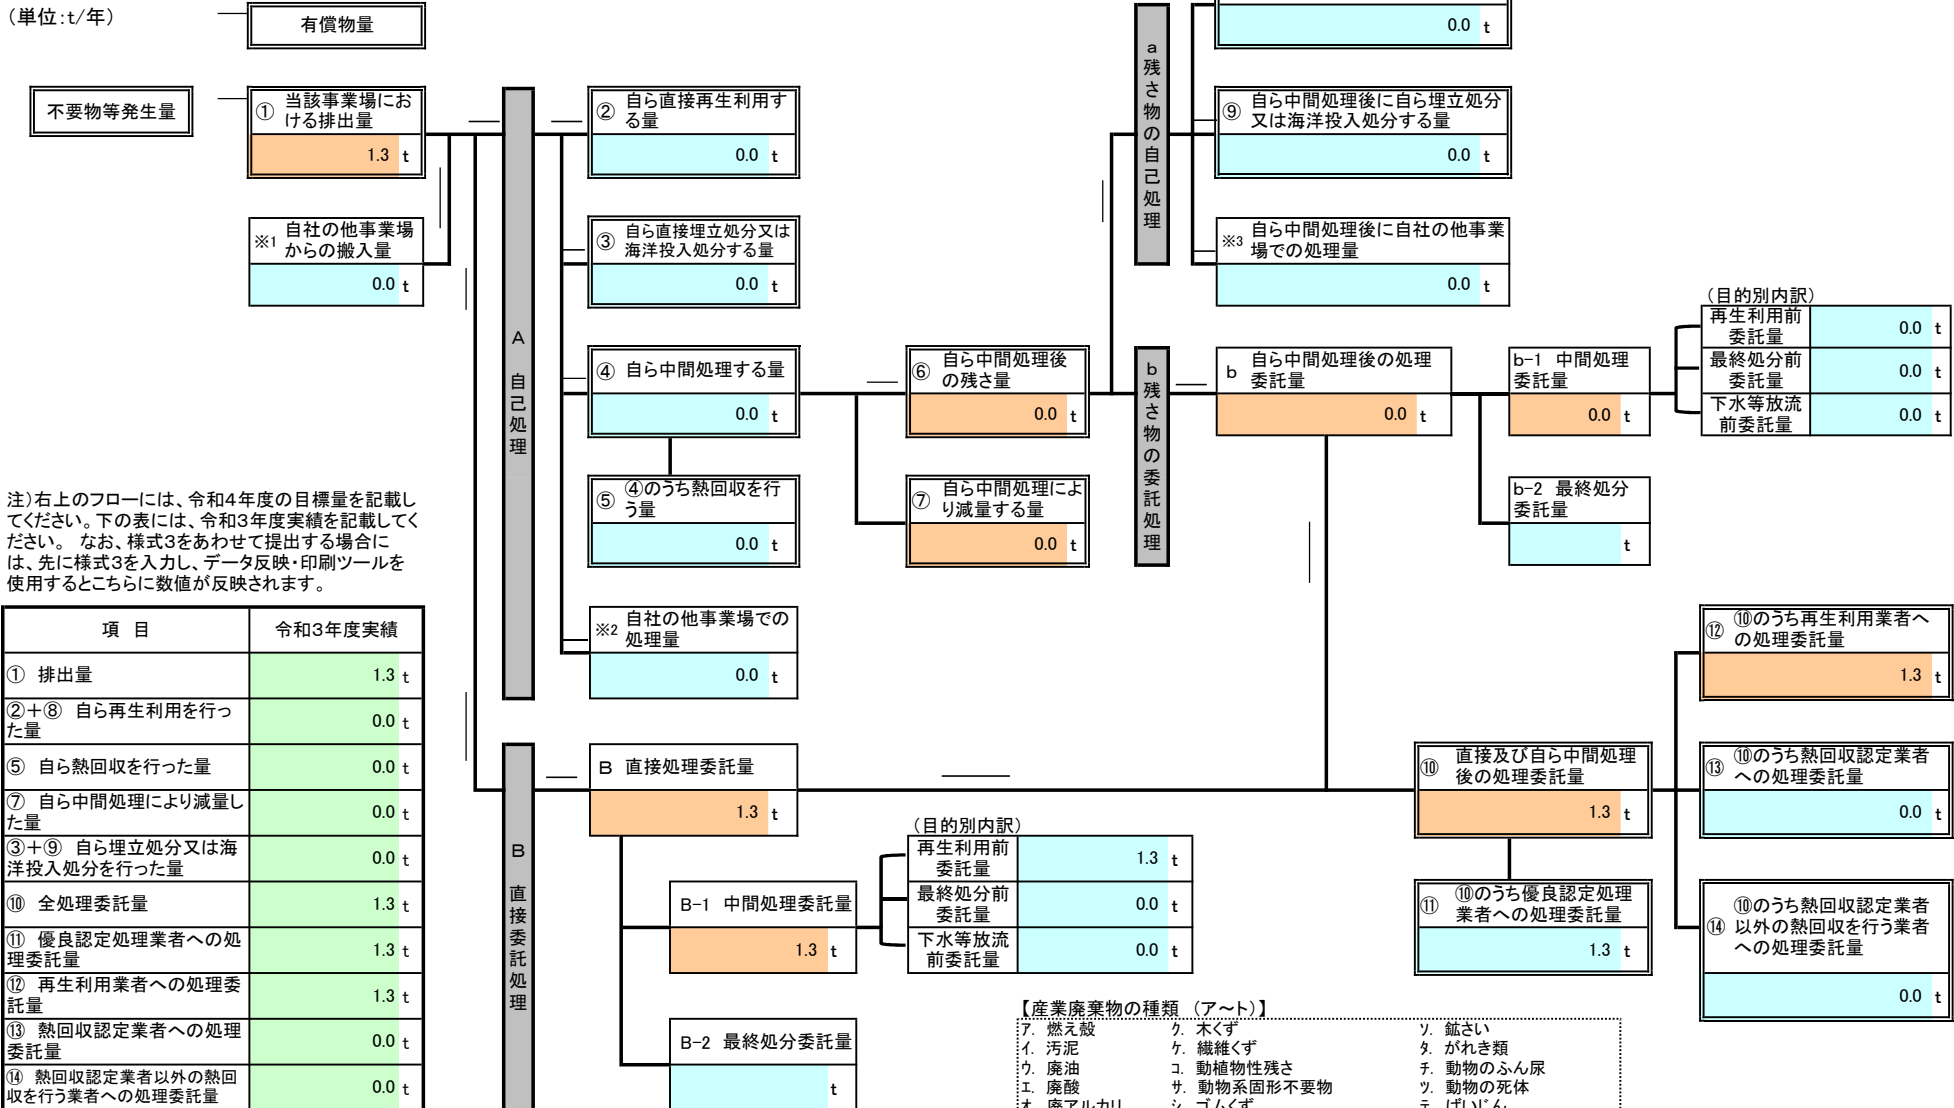 （単位：t/年）
有償物量
不要物等発生量
①
当該事業場にお
ける排出量
1.3 t
※1
自社の他事業場
からの搬入量
0.0 t
A 自己処理
②
自ら直接再生利用す
る量
0.0 t
③
自ら直接埋立処分又は
海洋投入処分する量
0.0 t
④ 自ら中間処理する量
0.0 t
⑤
④のうち熱回収を行
う量
0.0 t
※2
自社の他事業場での
処理量
0.0 t
⑥
自ら中間処理後
の残さ量
0.0 t
⑦
自ら中間処理によ
り減量する量
0.0 t
a残さ物の自己処理
0.0 t
⑨
自ら中間処理後に自ら埋立処分
又は海洋投入処分する量
0.0 t
※3
自ら中間処理後に自社の他事業
場での処理量
0.0 t
b残さ物の委託処理
b
自ら中間処理後の処理
委託量
0.0 t
b-1 中間処理
委託量
0.0 t
（目的別内訳）
再生利用前
委託量
0.0 t
最終処分前
委託量
0.0 t
下水等放流
前委託量
0.0 t
b-2 最終処分
委託量
t
注）右上のフローには、令和４年度の目標量を記載し
てください。下の表には、令和３年度実績を記載してく
ださい。 なお、様式３をあわせて提出する場合に
は、先に様式３を入力し、データ反映・印刷ツールを
使用するとこちらに数値が反映されます。
項 目 令和３年度実績
① 排出量 1.3 t
②＋⑧ 自ら再生利用を行っ
た量
0.0 t
⑤ 自ら熱回収を行った量 0.0 t
⑦ 自ら中間処理により減量し
た量
0.0 t
③＋⑨ 自ら埋立処分又は海
洋投入処分を行った量
0.0 t
⑩ 全処理委託量 1.3 t
⑪ 優良認定処理業者への処
理委託量
1.3 t
⑫ 再生利用業者への処理委
託量
1.3 t
⑬ 熱回収認定業者への処理
委託量
0.0 t
⑭ 熱回収認定業者以外の熱回
収を行う業者への処理委託量
0.0 t
B 直接委託処理
B 直接処理委託量
1.3 t
B-1 中間処理委託量
1.3 t
（目的別内訳）
再生利用前
委託量
1.3 t
最終処分前
委託量
0.0 t
下水等放流
前委託量
0.0 t
B-2 最終処分委託量
t
⑩
直接及び自ら中間処理
後の処理委託量
1.3 t
⑪
⑩のうち優良認定処理
業者への処理委託量
1.3 t
⑫
⑩のうち再生利用業者へ
の処理委託量
1.3 t
⑬
⑩のうち熱回収認定業者
への処理委託量
0.0 t
⑭
⑩のうち熱回収認定業者
以外の熱回収を行う業者
への処理委託量
0.0 t
【産業廃棄物の種類 （ア～ト）】
ア. 燃え殻 ク. 木くず ソ. 鉱さい
イ. 汚泥 ケ. 繊維くず タ. がれき類
ウ. 廃油 コ. 動植物性残さ チ. 動物のふん尿
エ. 廃酸 サ. 動物系固形不要物 ツ. 動物の死体
オ. 廃アルカリ シ. ゴムくず テ. ばいじん